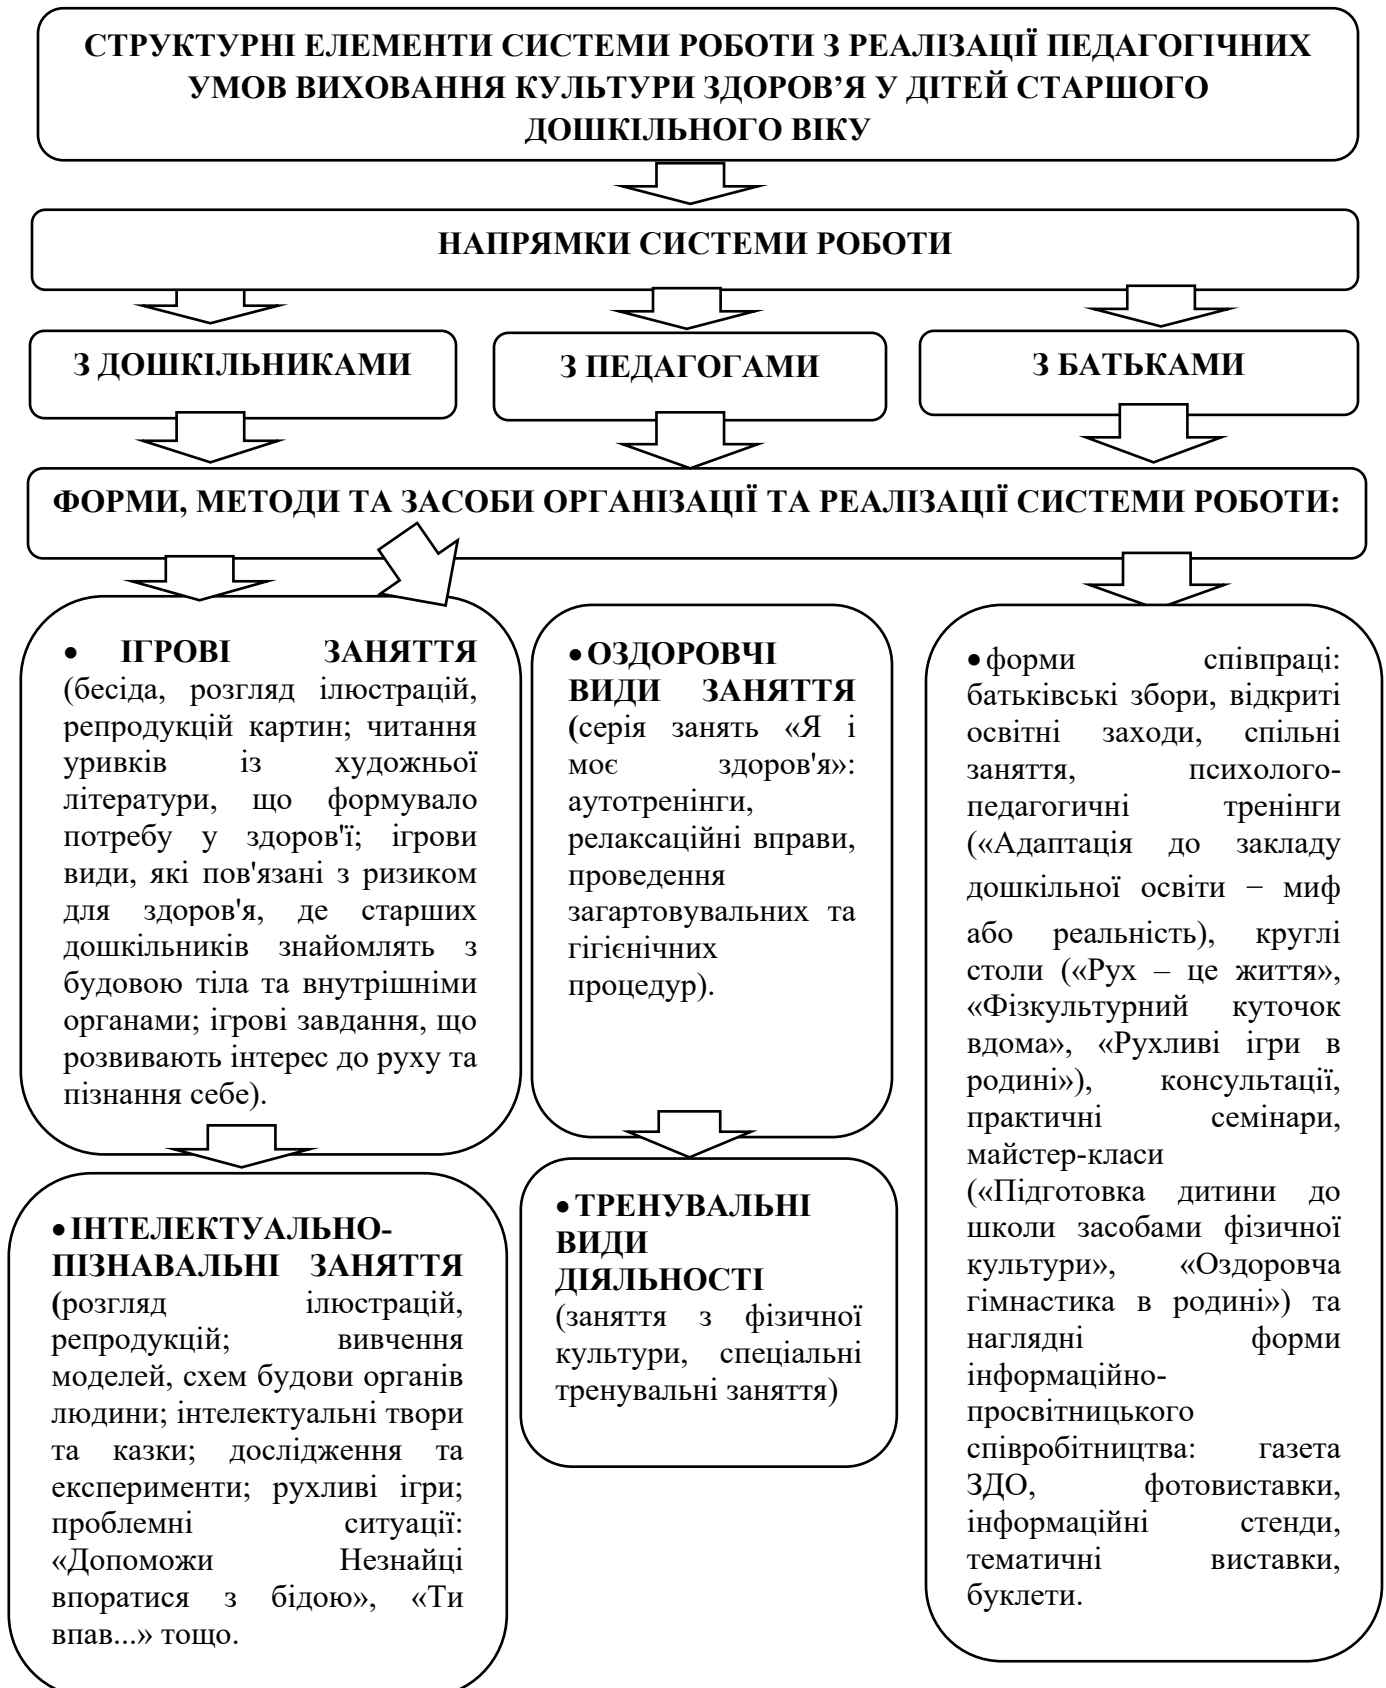 СТРУКТУРНІ ЕЛЕМЕНТИ СИСТЕМИ РОБОТИ З РЕАЛІЗАЦІЇ ПЕДАГОГІЧНИХ
УМОВ ВИХОВАННЯ КУЛЬТУРИ ЗДОРОВ’Я У ДІТЕЙ СТАРШОГО
ДОШКІЛЬНОГО ВІКУ
НАПРЯМКИ СИСТЕМИ РОБОТИ
З ДОШКІЛЬНИКАМИ
З ПЕДАГОГАМИ
З БАТЬКАМИ
ФОРМИ, МЕТОДИ ТА ЗАСОБИ ОРГАНІЗАЦІЇ ТА РЕАЛІЗАЦІЇ СИСТЕМИ РОБОТИ:
• ІГРОВІ ЗАНЯТТЯ
(бесіда, розгляд ілюстрацій,
репродукцій картин; читання
уривків із художньої
літератури, що формувало
потребу у здоров'ї; ігрови
види, які пов'язані з ризиком
для здоров'я, де старших
дошкільників знайомлять з
будовою тіла та внутрішніми
органами; ігрові завдання, що
розвивають інтерес до руху та
пізнання себе).
• ІНТЕЛЕКТУАЛЬНО-
ПІЗНАВАЛЬНІ ЗАНЯТТЯ
(розгляд ілюстрацій,
репродукцій; вивчення
моделей, схем будови органів
людини; інтелектуальні твори
та казки; дослідження та
експерименти; рухливі ігри;
проблемні ситуації:
«Допоможи Незнайці
впоратися з бідою», «Ти
впав...» тощо.
• ОЗДОРОВЧІ
ВИДИ ЗАНЯТТЯ
(серія занять «Я і
моє здоров'я»:
аутотренінги,
релаксаційні вправи,
проведення
загартовувальних та
гігієнічних
процедур).
• ТРЕНУВАЛЬНІ
ВИДИ
ДІЯЛЬНОСТІ
(заняття з фізичної
культури, спеціальні
тренувальні заняття)
• форми співпраці:
батьківські збори, відкриті
освітні заходи, спільні
заняття, психолого-
педагогичні тренінги
(«Адаптація до закладу
дошкільної освіти – миф
або реальність), круглі
столи («Рух – це життя»,
«Фізкультурний куточок
вдома», «Рухливі ігри в
родині»), консультації,
практичні семінари,
майстер-класи
(«Підготовка дитини до
школи засобами фізичної
культури», «Оздоровча
гімнастика в родині») та
наглядні форми
інформаційно-
просвітницького
співробітництва: газета
ЗДО, фотовиставки,
інформаційні стенди,
тематичні виставки,
буклети.